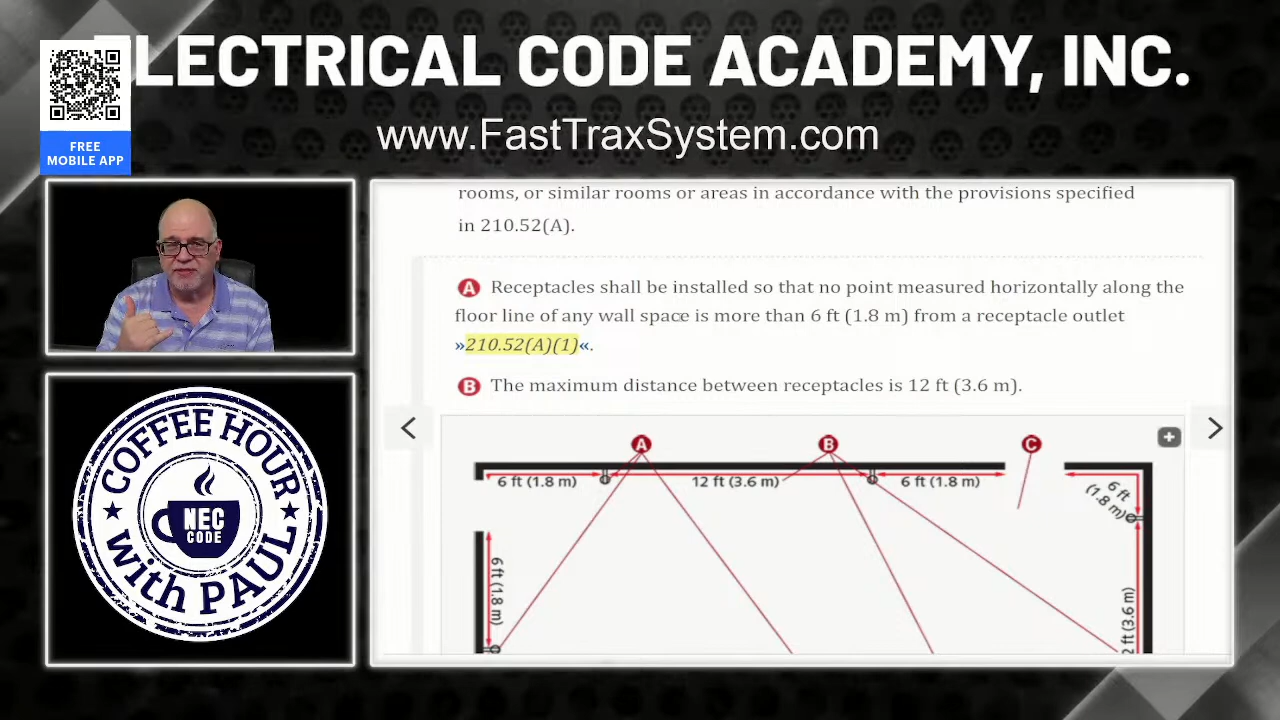 ELECTRICAL CODE ACADEMY, INC.
www.FastTraxSystem.com
FREE
MOBILE APP
rooms, or similar rooms or areas in accordance with the provisions specified
in 210.52(A).
A Receptacles shall be installed so that no point measured horizontally along the
floor line of any wall space is more than 6 ft (1.8 m) from a receptacle outlet
»210.52(A)(1)«.
B The maximum distance between receptacles is 12 ft (3.6 m).
A B C
6 ft (1.8 m) 12 ft (3.6 m) 6 ft (1.8 m)
6 ft
(1.8 m)
6 ft (1.8 m)
2 ft (3.6 m)
COFFEE HOUR
NEC
CODE
with PAUL